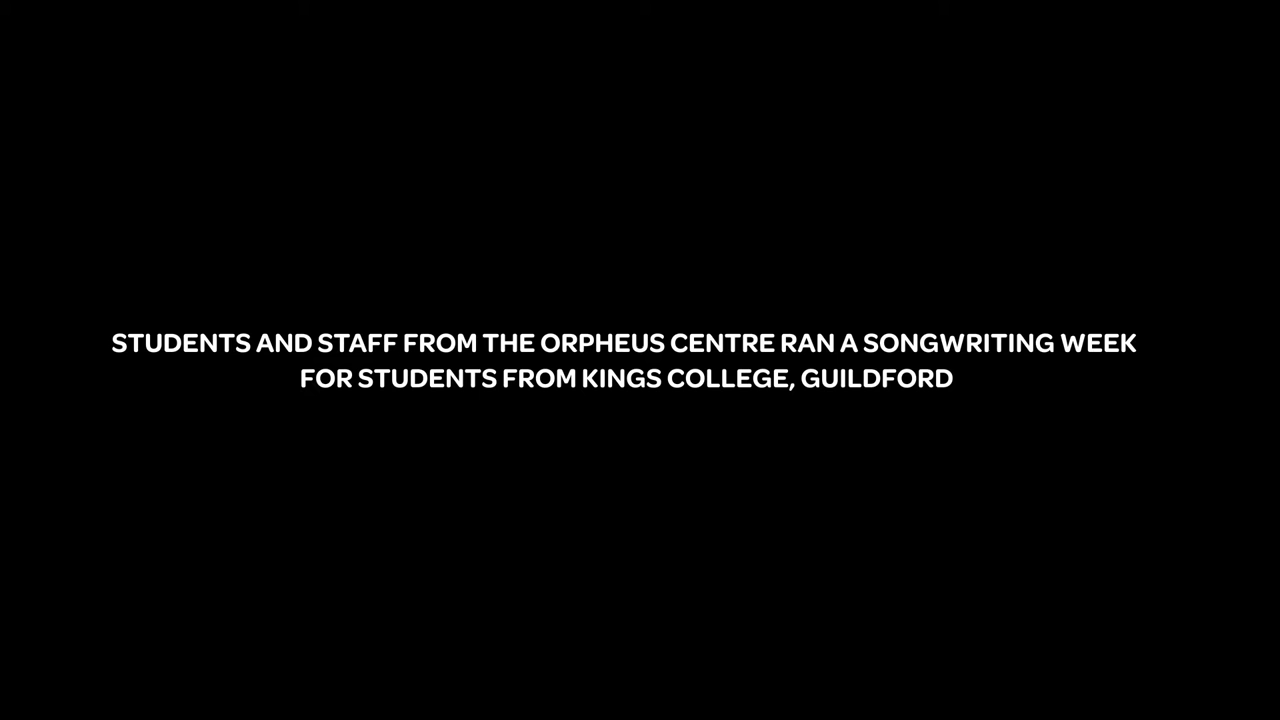 STUDENTS AND STAFF FROM THE ORPHEUS CENTRE RAN A SONGWRITING WEEK
FOR STUDENTS FROM KINGS COLLEGE, GUILDFORD